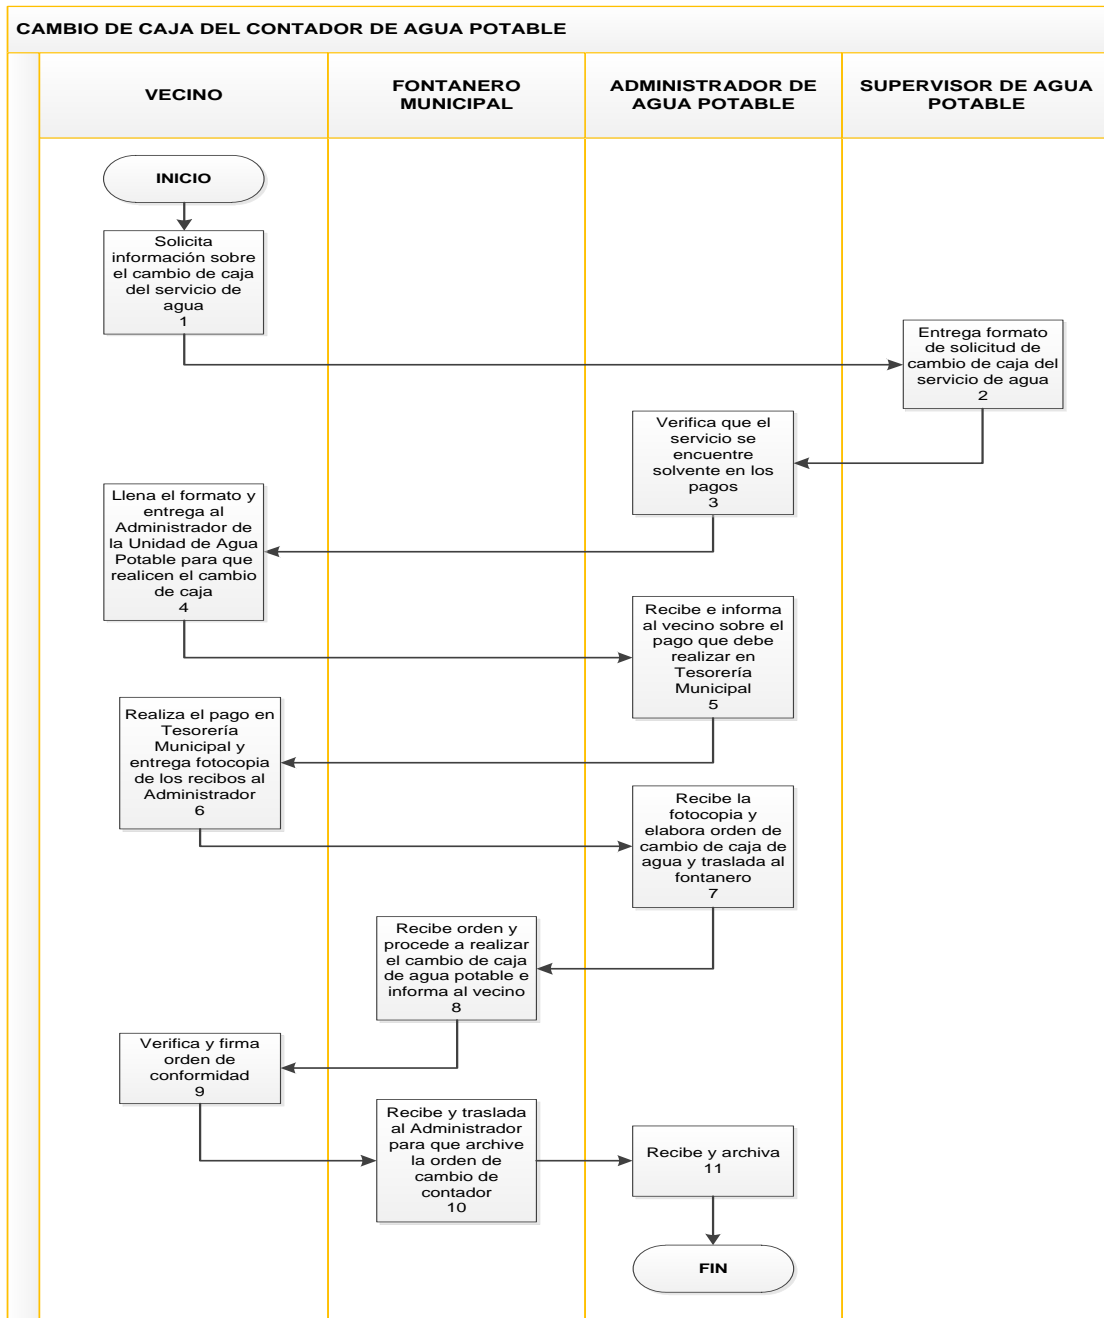 CAMBIO DE CAJA DEL CONTADOR DE AGUA POTABLE
VECINO
FONTANERO
MUNICIPAL
ADMINISTRADOR DE
AGUA POTABLE
SUPERVISOR DE AGUA
POTABLE
INICIO
Solicita
información sobre
el cambio de caja
del servicio de
agua
1
Entrega formato
de solicitud de
cambio de caja del
servicio de agua
2
Verifica que el
servicio se
encuentre
solvente en los
pagos
3
Llena el formato y
entrega al
Administrador de
la Unidad de Agua
Potable para que
realicen el cambio
de caja
4
Recibe e informa
al vecino sobre el
pago que debe
realizar en
Tesorería
Municipal
5
Realiza el pago en
Tesorería
Municipal y
entrega fotocopia
de los recibos al
Administrador
6
Recibe la
fotocopia y
elabora orden de
cambio de caja de
agua y traslada al
fontanero
7
Recibe orden y
procede a realizar
el cambio de caja
de agua potable e
informa al vecino
8
Verifica y firma
orden de
conformidad
9
Recibe y traslada
al Administrador
para que archive
la orden de
cambio de
contador
10
Recibe y archiva
11
FIN